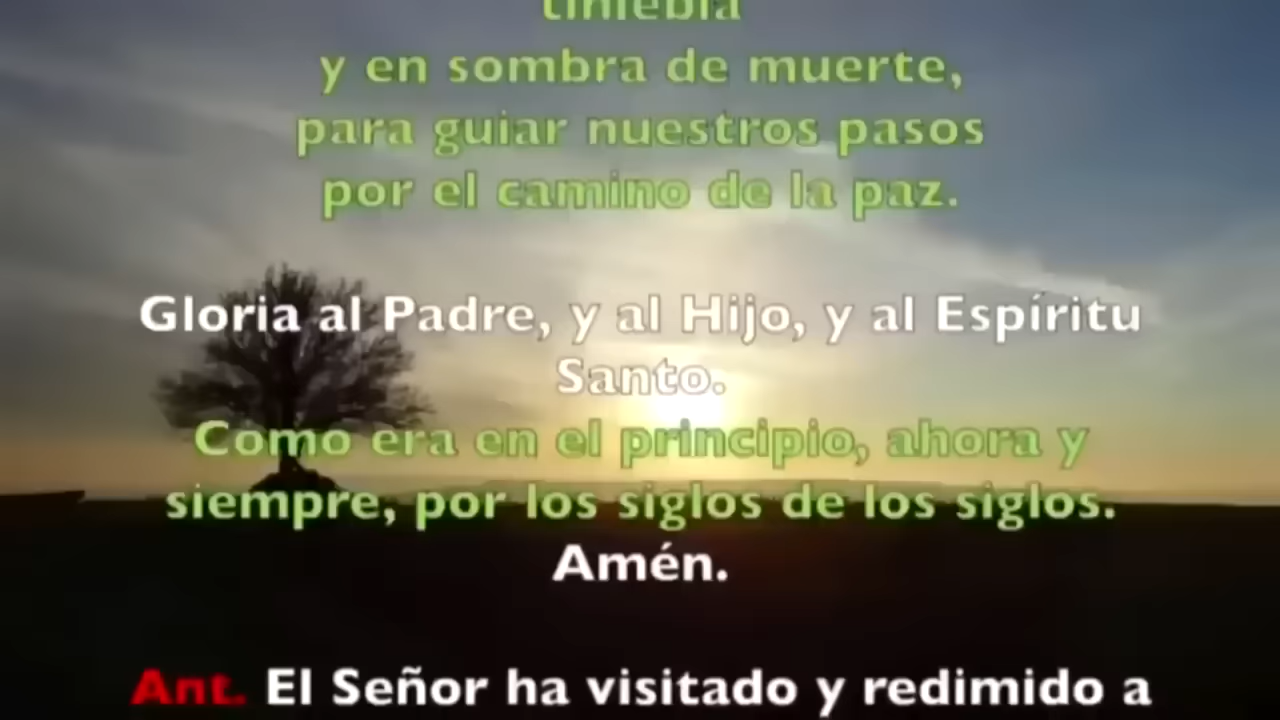 tiniebla
y en sombra de muerte,
para guiar nuestros pasos
por el camino de la paz.
Gloria al Padre, y al Hijo, y al Espíritu
Santo.
Como era en el principio, ahora y
siempre, por los siglos de los siglos.
Amén.
Ant. El Señor ha visitado y redimido a